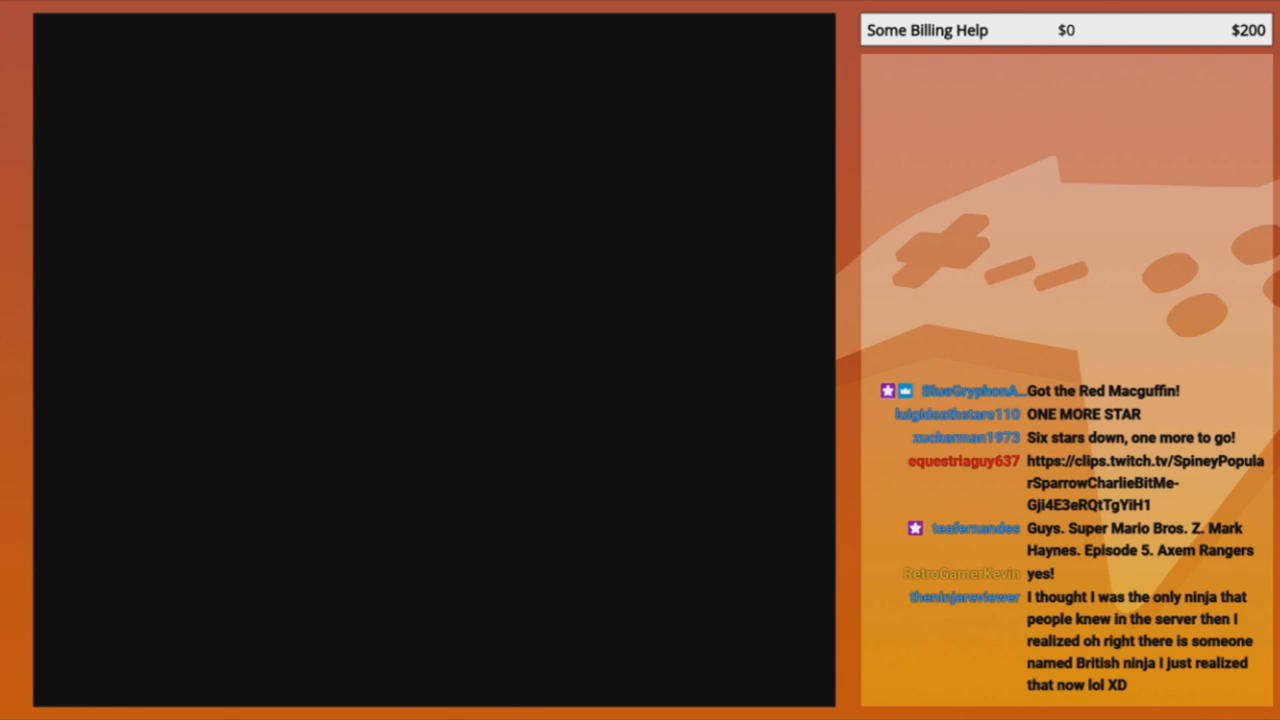 Some Billing Help $0 $200
BlueGryphonA... Got the Red Macguffin!
luigideathstare110 ONE MORE STAR
zuckerman1973 Six stars down, one more to go!
equestriaguy637 https://clips.twitch.tv/SpineyPopula
rSparrowCharlieBitMe-
Gji4E3eRQtTgYiH1
teafernandes Guys. Super Mario Bros. Z. Mark
Haynes. Episode 5. Axem Rangers
RetroGamerKevin yes!
theninjareviewer I thought I was the only ninja that
people knew in the server then I
realized oh right there is someone
named British ninja I just realized
that now lol XD